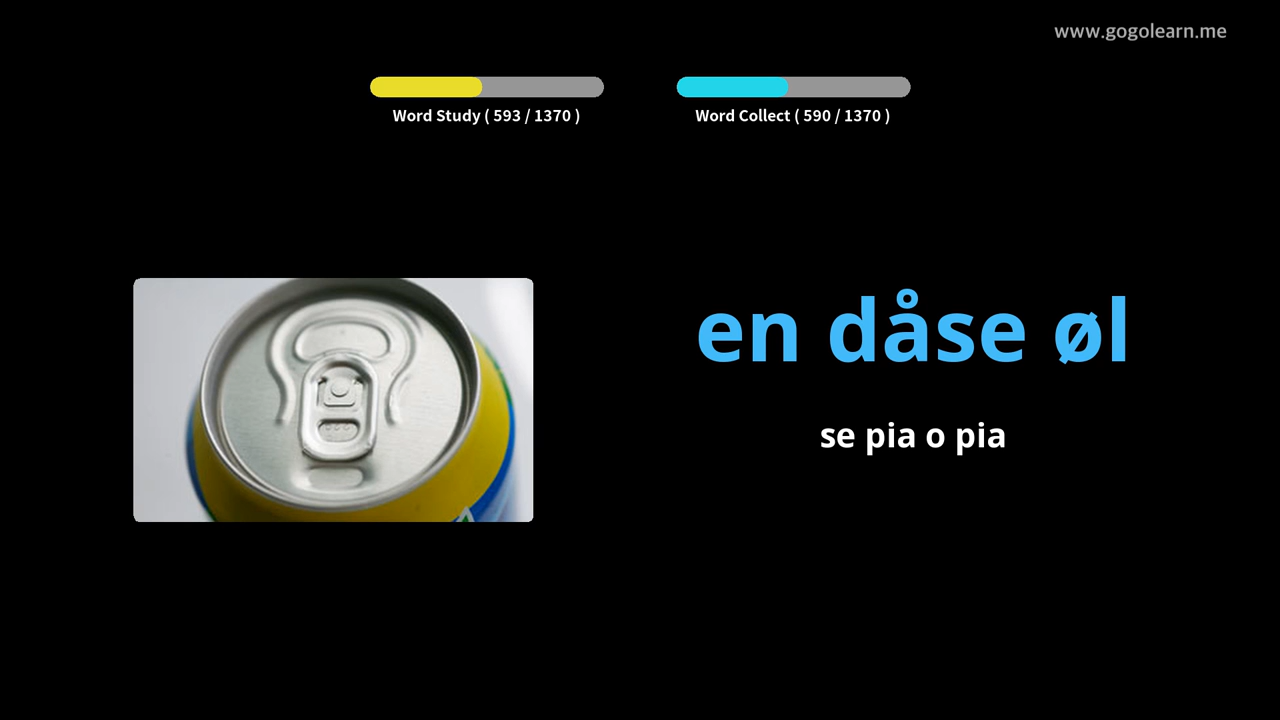 www.gogolearn.me
Word Study ( 593 / 1370 )
Word Collect ( 590 / 1370 )
en dåse øl
se pia o pia